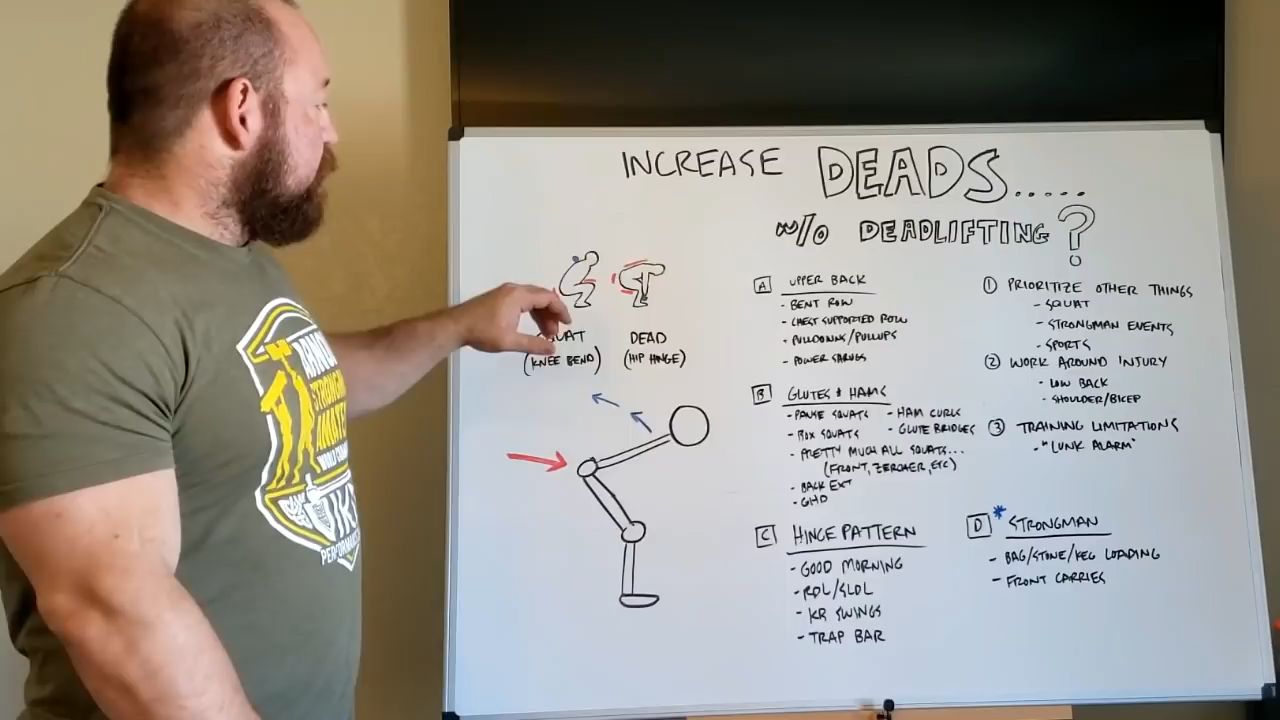 INCREASE DEADS.....
w/o DEADLIFTING?
SQUAT
(KNEE BEND)
DEAD
(HIP HINGE)
A UPPER BACK
- BENT ROW
- CHEST SUPPORTED ROW
- PULLDOWNS/PULLUPS
- POWER SHRUGS
B GLUTES + HAMS
- PAUSE SQUATS - HAM CURLS
- BOX SQUATS - GLUTE BRIDGES
- PRETTY MUCH ALL SQUATS...
(FRONT, ZERCHER, ETC)
- BACK EXT
- GHD
C HINGE PATTERN
- GOOD MORNING
- RDL/SLDL
- KB SWINGS
- TRAP BAR
1 PRIORITIZE OTHER THINGS
- SQUAT
- STRONGMAN EVENTS
- SPORTS
2 WORK AROUND INJURY
- LOW BACK
- SHOULDER/BICEP
3 TRAINING LIMITATIONS
- "LUNK ALARM"
D * STRONGMAN
- BAG/STONE/KEG LOADING
- FRONT CARRIES